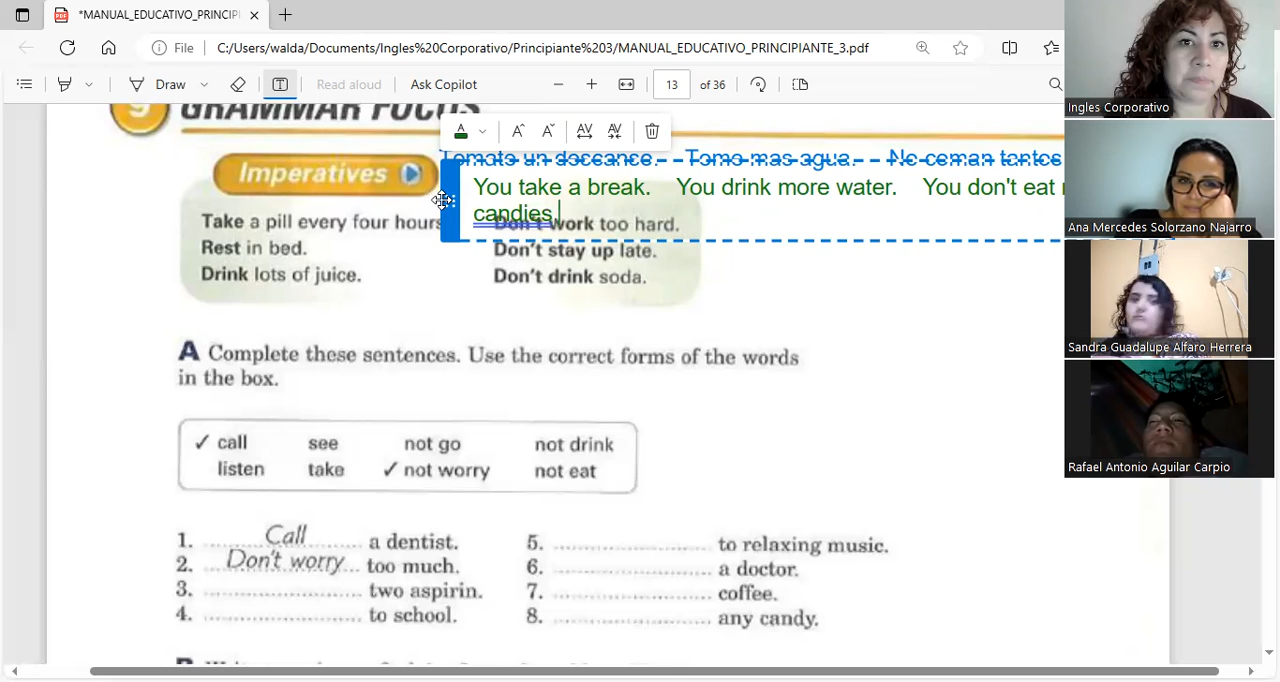 *MANUAL_EDUCATIVO_PRINCIPI
File C:/Users/walda/Documents/Ingles%20Corporativo/Principiante%203/MANUAL_EDUCATIVO_PRINCIPIANTE_3.pdf
Draw Read aloud Ask Copilot 13 of 36
9 GRAMMAR FOCUS
Tomate un descanse. Tomo mas agua. No coman tantos
Imperatives
You take a break. You drink more water. You don't eat
candies
Take a pill every four hours
Don't work too hard.
Rest in bed.
Don't stay up late.
Drink lots of juice.
Don't drink soda.
A Complete these sentences. Use the correct forms of the words
in the box.
✓ call see not go not drink
listen take ✓ not worry not eat
1. Call a dentist.
2. Don't worry too much.
3. two aspirin.
4. to school.
5. to relaxing music.
6. a doctor.
7. coffee.
8. any candy.
Ingles Corporativo
Ana Mercedes Solorzano Najarro
Sandra Guadalupe Alfaro Herrera
Rafael Antonio Aguilar Carpio